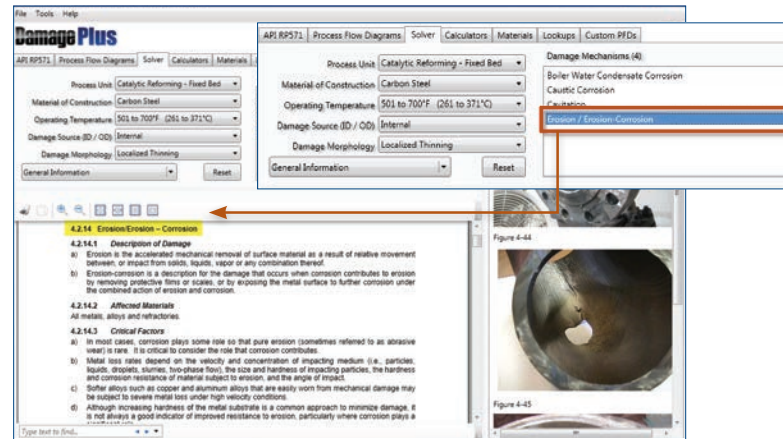 File Tools Help
Damage Plus
API RP571 Process Flow Diagrams Solver Calculators Materials
Process Unit Catalytic Reforming - Fixed Bed
Material of Construction Carbon Steel
Operating Temperature 501 to 700°F (261 to 371°C)
Damage Source (ID / OD) Internal
Damage Morphology Localized Thinning
General Information Reset
API RP571 Process Flow Diagrams Solver Calculators Materials Lookups Custom PFDs
Process Unit Catalytic Reforming - Fixed Bed
Material of Construction Carbon Steel
Operating Temperature 501 to 700°F (261 to 371°C)
Damage Source (ID / OD) Internal
Damage Morphology Localized Thinning
General Information Reset
Damage Mechanisms (4)
Boiler Water Condensate Corrosion
Caustic Corrosion
Cavitation
Erosion / Erosion-Corrosion
4.2.14 Erosion/Erosion – Corrosion
4.2.14.1 Description of Damage
a) Erosion is the accelerated mechanical removal of surface material as a result of relative movement
between, or impact from solids, liquids, vapor or any combination thereof.
b) Erosion-corrosion is a description for the damage that occurs when corrosion contributes to erosion
by removing protective films or scales, or by exposing the metal surface to further corrosion under
the combined action of erosion and corrosion.
4.2.14.2 Affected Materials
All metals, alloys and refractories.
4.2.14.3 Critical Factors
a) In most cases, corrosion plays some role so that pure erosion (sometimes referred to as abrasive
wear) is rare. It is critical to consider the role that corrosion contributes.
b) Metal loss rates depend on the velocity and concentration of impacting medium (i.e., particles,
liquids, droplets, slurries, two-phase flow), the size and hardness of impacting particles, the hardness
and corrosion resistance of material subject to erosion, and the angle of impact.
c) Softer alloys such as copper and aluminum alloys that are easily worn from mechanical damage may
be subject to severe metal loss under high velocity conditions.
d) Although increasing hardness of the metal substrate is a common approach to minimize damage, it
is not always a good indicator of improved resistance to erosion, particularly where corrosion plays a
Type text to find...
Figure 4-44
Figure 4-45